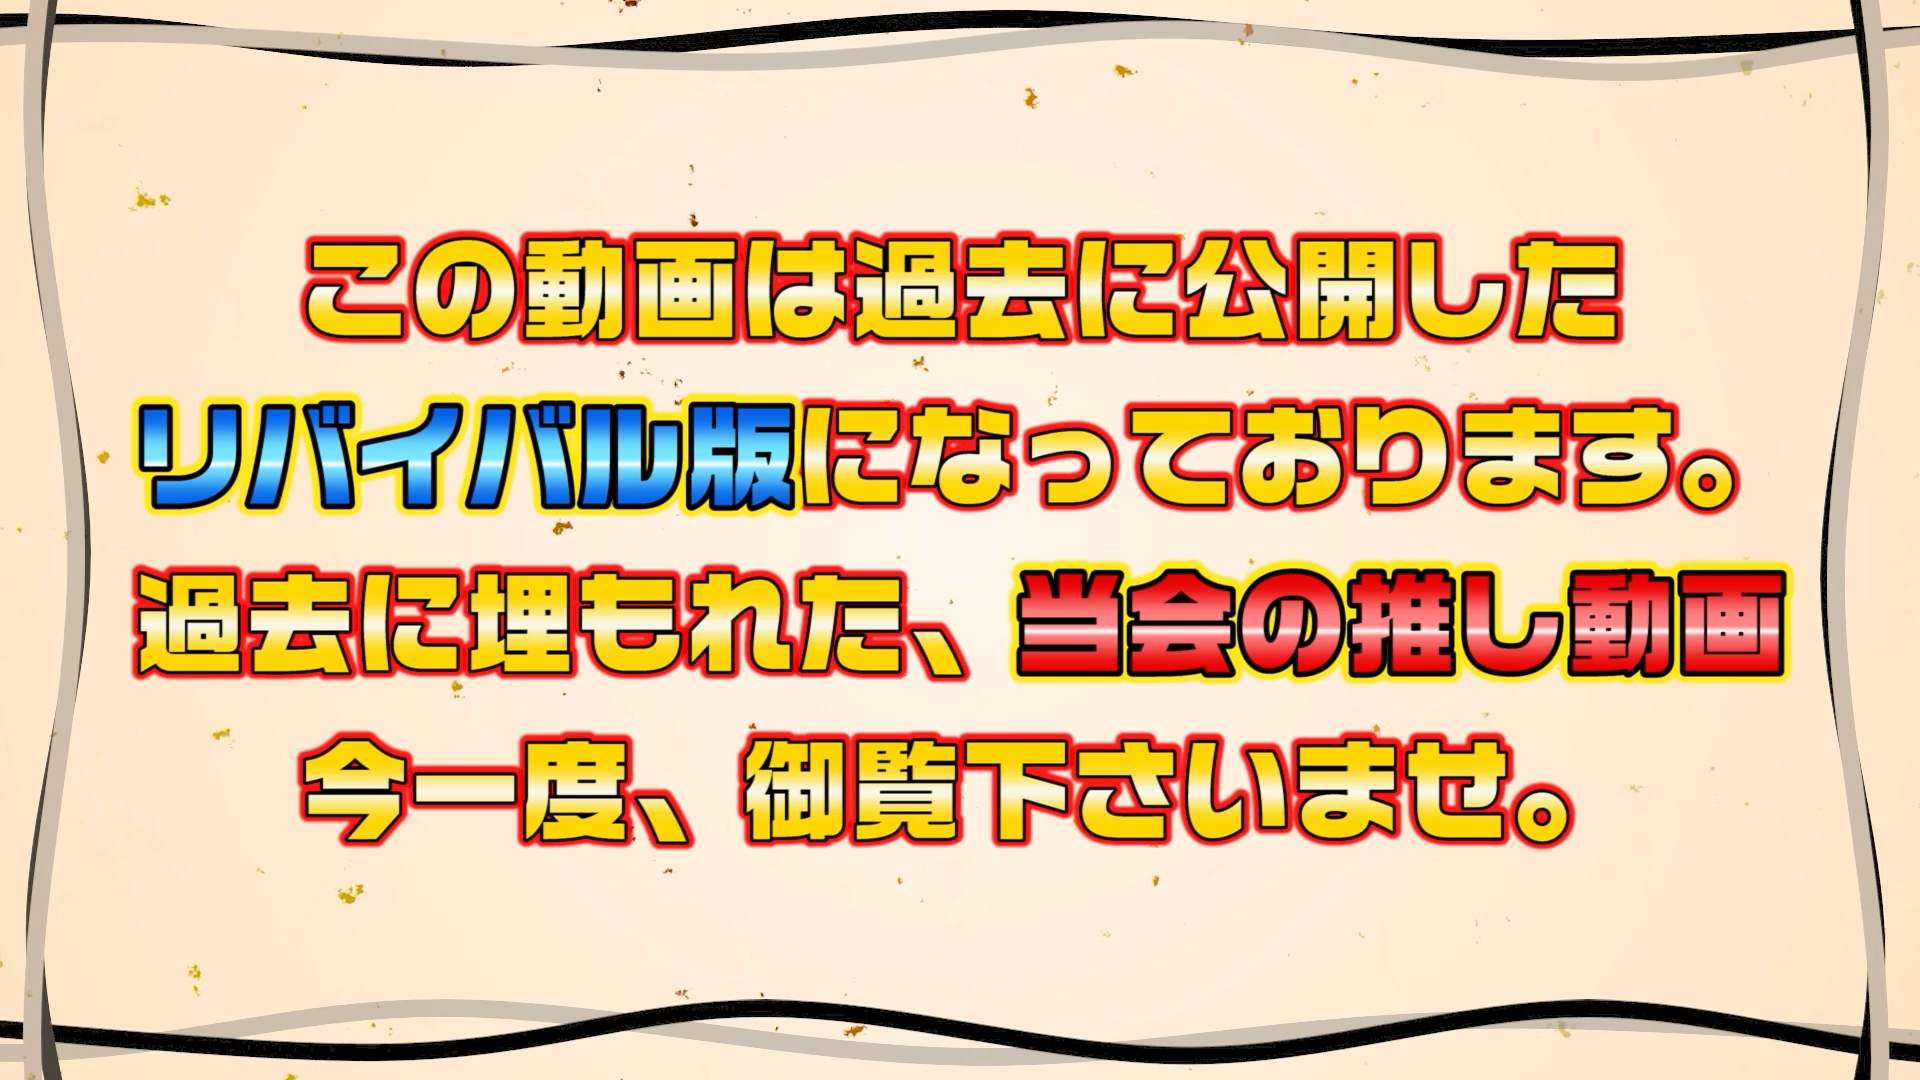 この動画は過去に公開した
リバイバル版になっております。
過去に埋もれた、当会の推し動画
今一度、御覧下さいませ。